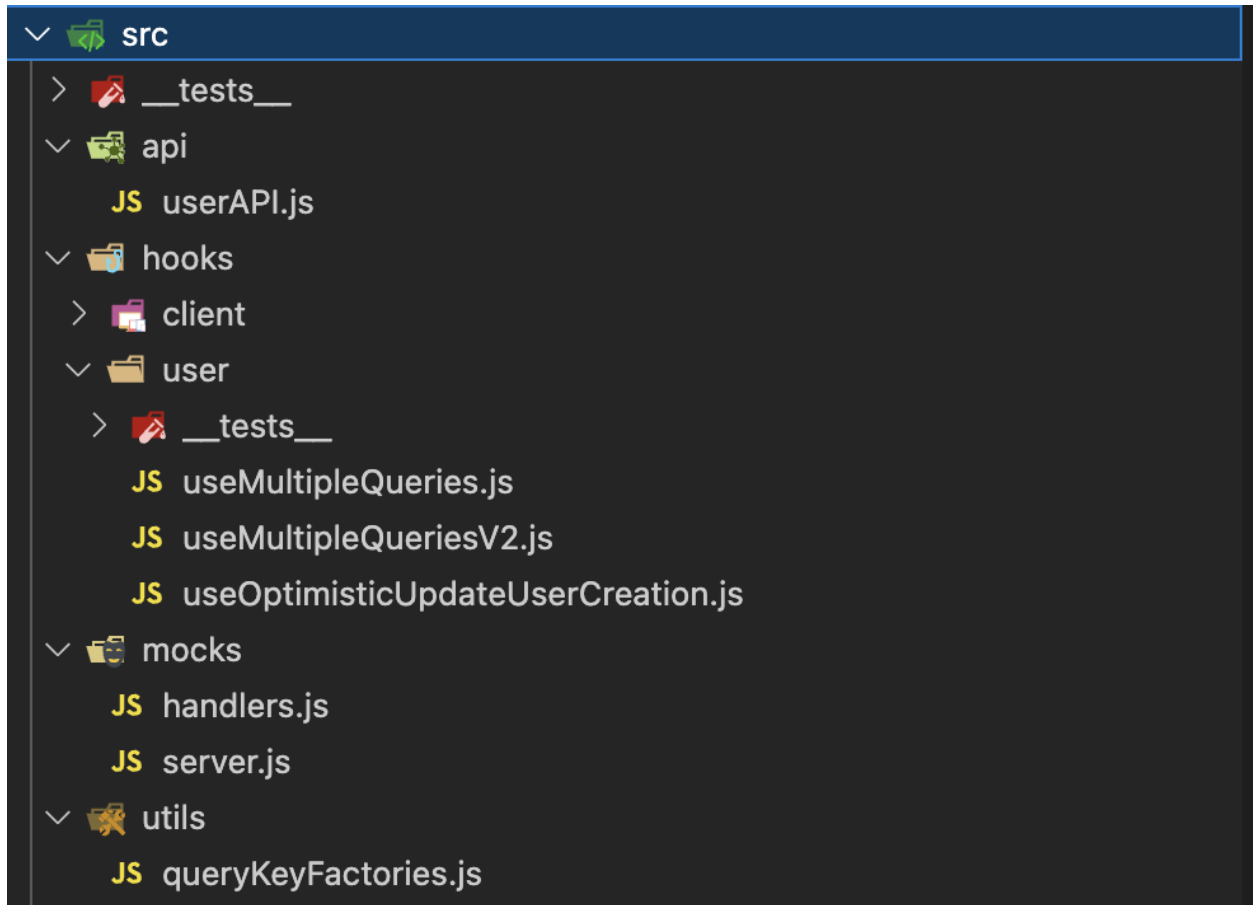 src
__tests__
api
JS userAPI.js
hooks
client
user
__tests__
JS useMultipleQueries.js
JS useMultipleQueriesV2.js
JS useOptimisticUpdateUserCreation.js
mocks
JS handlers.js
JS server.js
utils
JS queryKeyFactories.js